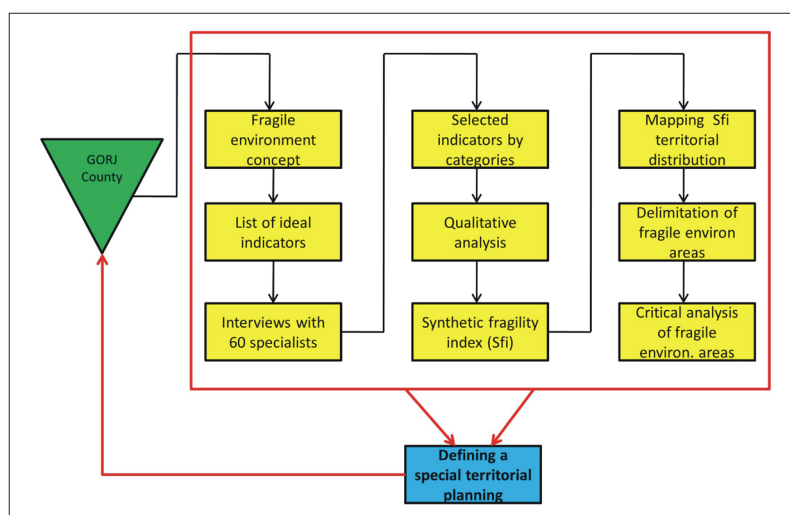 GORJ
County
Fragile
environment
concept
List of ideal
indicators
Interviews with
60 specialists
Selected
indicators by
categories
Qualitative
analysis
Synthetic fragility
index (Sfi)
Mapping Sfi
territorial
distribution
Delimitation of
fragile environ
areas
Critical analysis
of fragile
environ. areas
Defining a
special territorial
planning